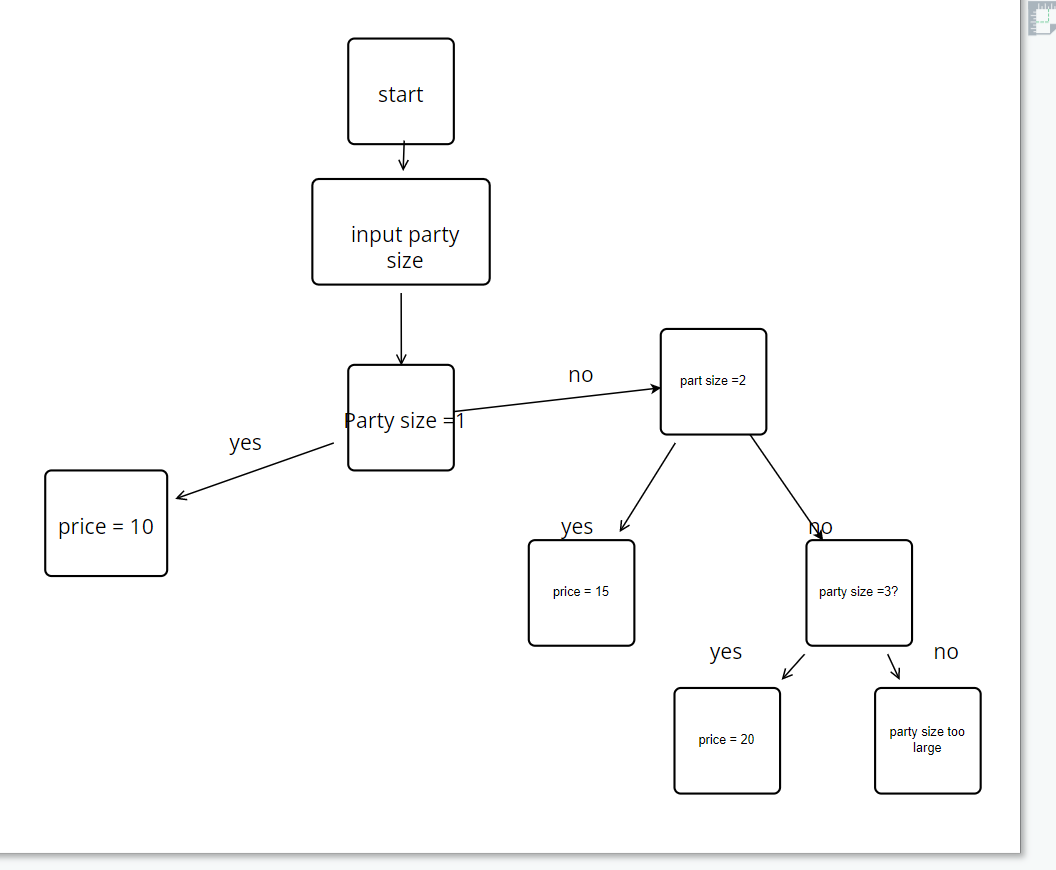 start
input party
size
no
part size =2
Party size =1
yes
price = 10
yes
no
price = 15
party size =3?
yes
no
price = 20
party size too
large